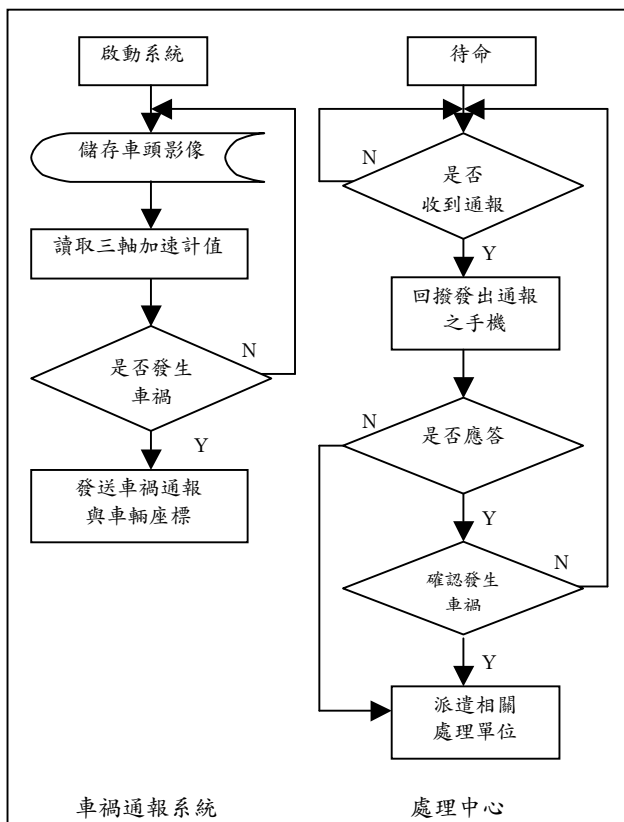 啟動系統
儲存車頭影像
讀取三軸加速計值
是否發生
車禍
N
Y
發送車禍通報
與車輛座標
車禍通報系統
待命
N
是否
收到通報
Y
回撥發出通報
之手機
N
是否應答
Y
確認發生
車禍
N
Y
派遣相關
處理單位
處理中心